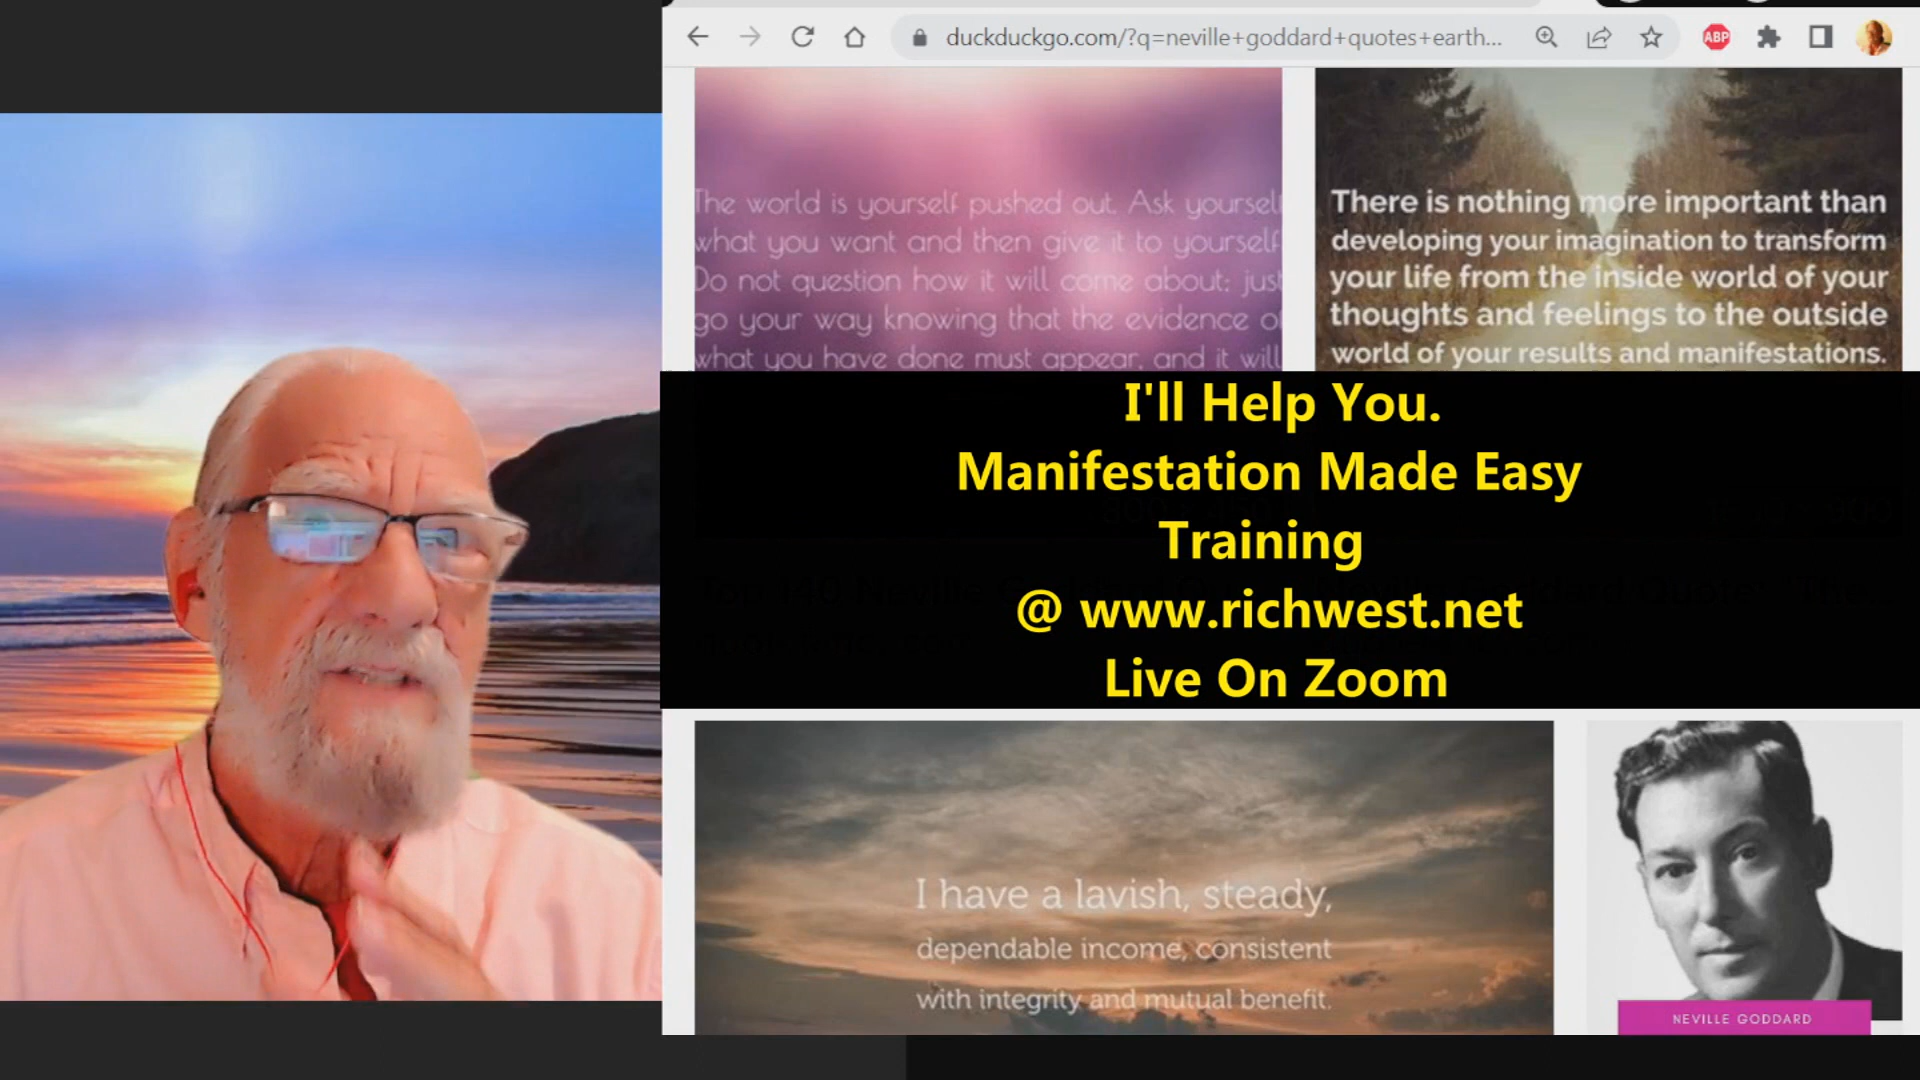 duckduckgo.com/?q=neville+goddard+quotes+earth...
ABP
The world is yourself pushed out. Ask yourself
what you want and then give it to yourself
Do not question how it will come about; just
go your way knowing that the evidence of
what you have done must appear, and it will
There is nothing more important than
developing your imagination to transform
your life from the inside world of your
thoughts and feelings to the outside
world of your results and manifestations.
I'll Help You.
Manifestation Made Easy
Training
@ www.richwest.net
Live On Zoom
I have a lavish, steady,
dependable income, consistent
with integrity and mutual benefit.
NEVILLE GODDARD